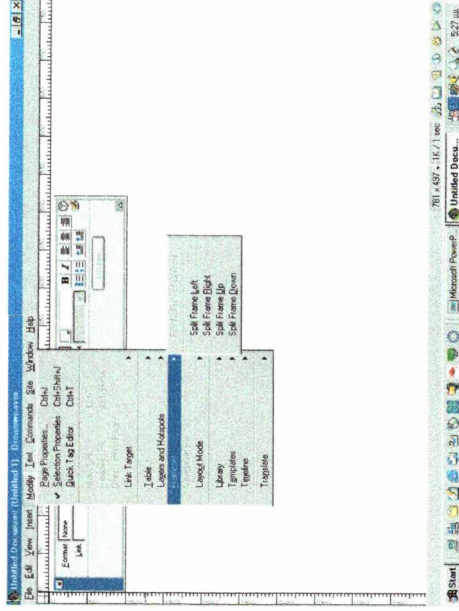 Untitled Document (Untitled-1) - Dreamweaver
File Edit View Insert Modify Text Commands Site Window Help
Page Properties... Ctrl+J
✔ Selection Properties Ctrl+Shift+J
Quick Tag Editor Ctrl+T
Link Target
Table
Layers and Hotspots
Frameset
Layout Mode
Library
Templates
Timeline
Translate
Split Frame Left
Split Frame Right
Split Frame Up
Split Frame Down
Format None
Link
B I
781 x 497 1K / 1 sec
Start
Microsoft PowerP...
Untitled Docu...
5:27